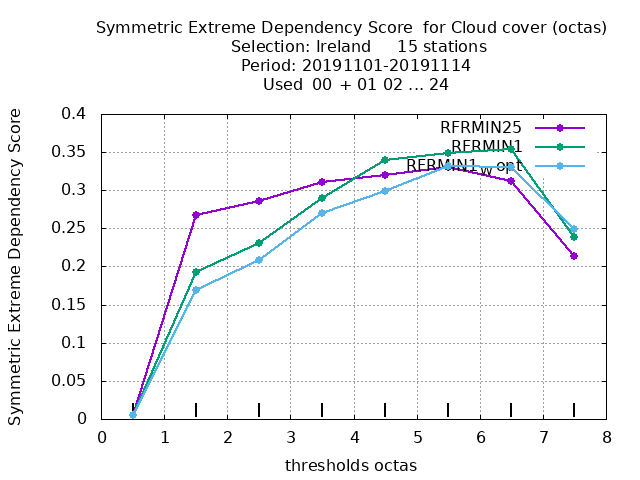 Symmetric Extreme Dependency Score for Cloud cover (octas)
Selection: Ireland 15 stations
Period: 20191101-20191114
Used 00 + 01 02 ... 24
Symmetric Extreme Dependency Score
0.4
0.35
0.3
0.25
0.2
0.15
0.1
0.05
0
RFRMIN25
RFRMIN1
RFRMIN1w opt
0 1 2 3 4 5 6 7 8
thresholds octas